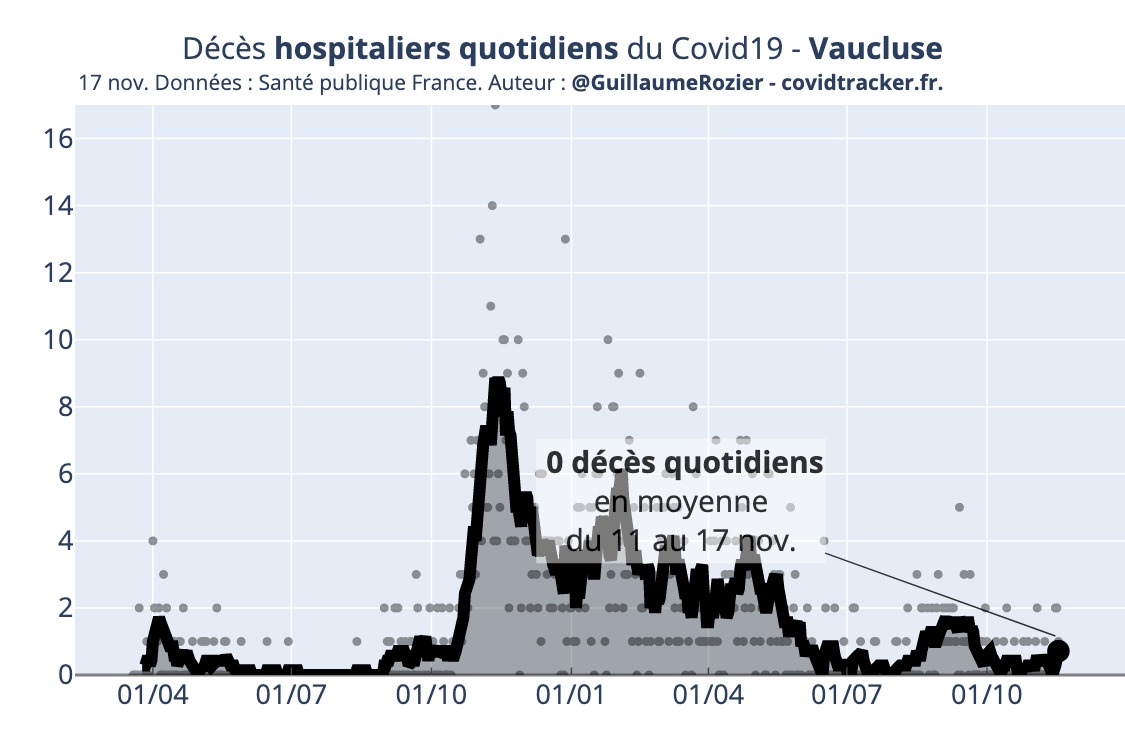 Décès hospitaliers quotidiens du Covid19 - Vaucluse
17 nov. Données : Santé publique France. Auteur : @GuillaumeRozier - covidtracker.fr.
16
14
12
10
8
6
4
2
0
0 décès quotidiens
en moyenne
du 11 au 17 nov.
01/04 01/07 01/10 01/01 01/04 01/07 01/10